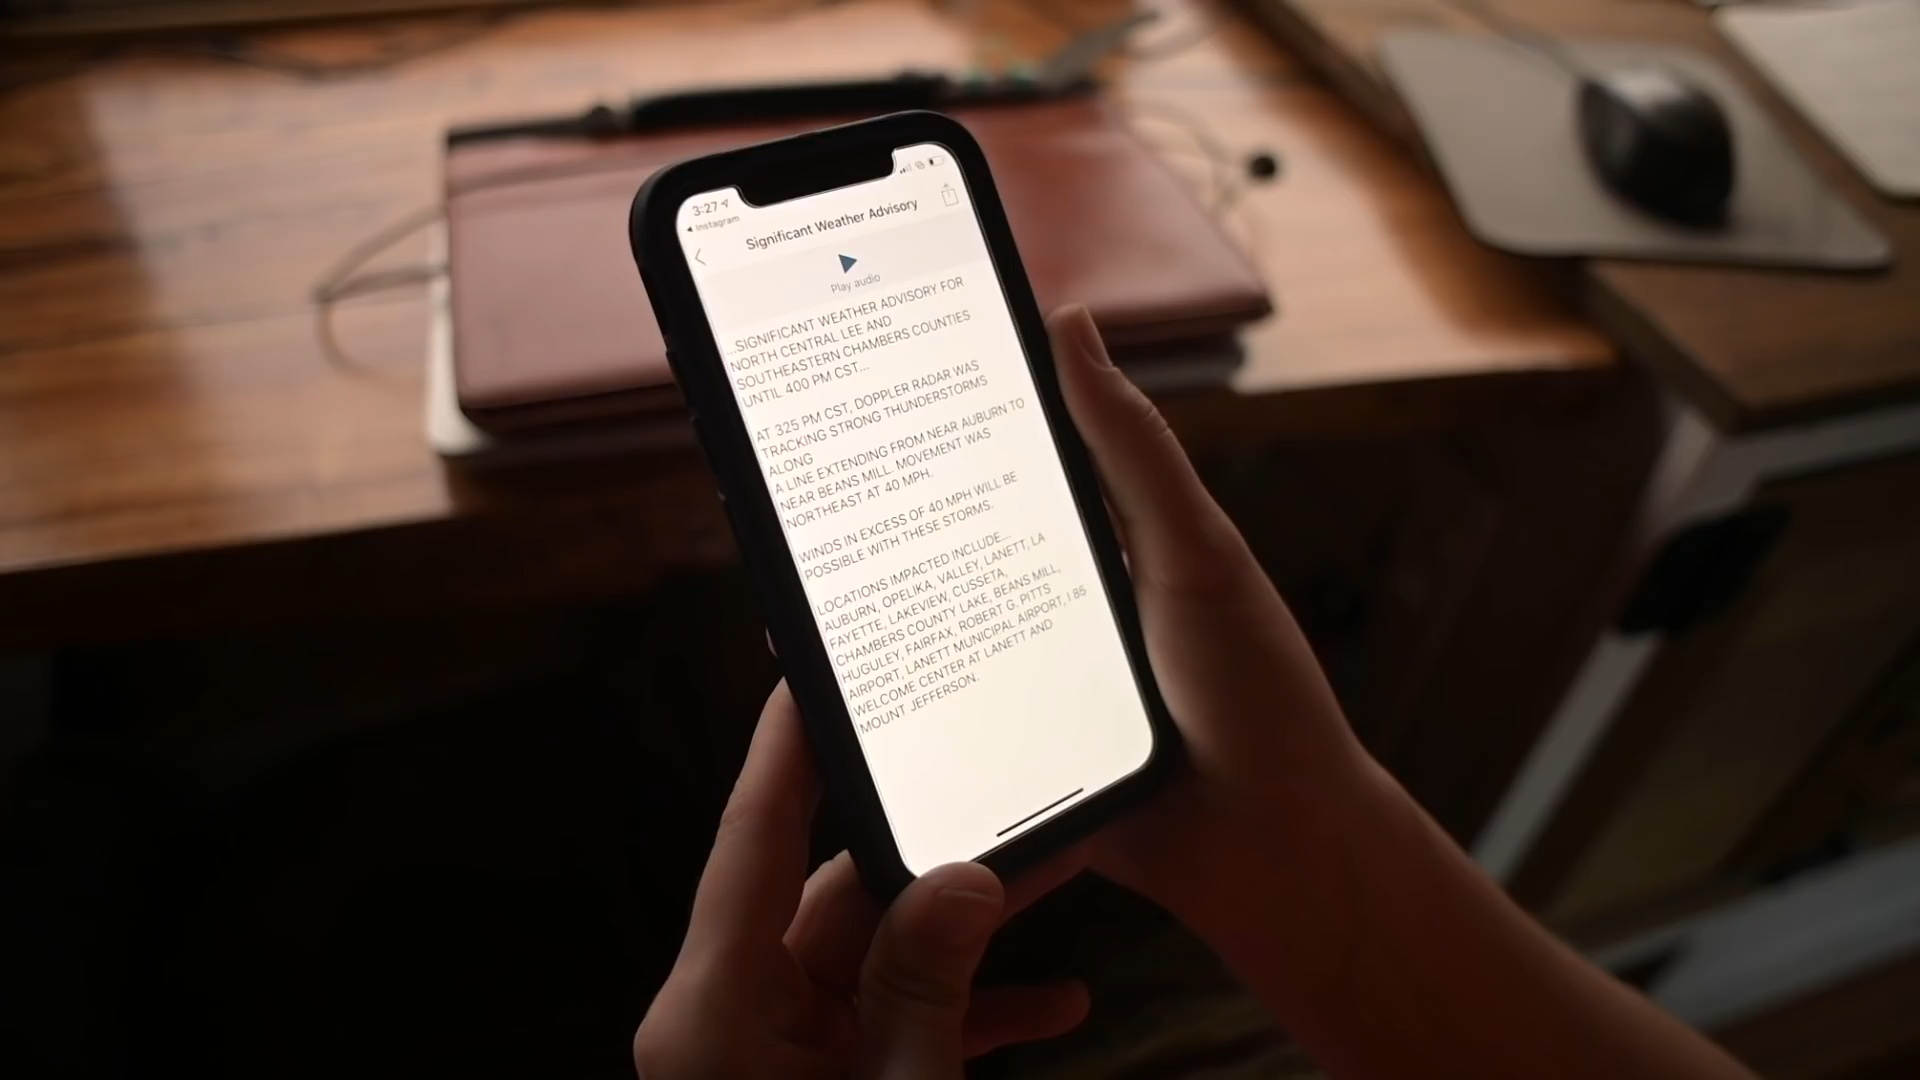 3:27
Instagram
Significant Weather Advisory
Play audio
...SIGNIFICANT WEATHER ADVISORY FOR
NORTH CENTRAL LEE AND
SOUTHEASTERN CHAMBERS COUNTIES
UNTIL 400 PM CST...
AT 325 PM CST, DOPPLER RADAR WAS
TRACKING STRONG THUNDERSTORMS
ALONG
A LINE EXTENDING FROM NEAR AUBURN TO
NEAR BEANS MILL. MOVEMENT WAS
NORTHEAST AT 40 MPH.
WINDS IN EXCESS OF 40 MPH WILL BE
POSSIBLE WITH THESE STORMS.
LOCATIONS IMPACTED INCLUDE...
AUBURN, OPELIKA, VALLEY, LANETT, LA
FAYETTE, LAKEVIEW, CUSSETA,
CHAMBERS COUNTY LAKE, BEANS MILL,
HUGULEY, FAIRFAX, ROBERT G. PITTS
AIRPORT, LANETT MUNICIPAL AIRPORT, I 85
WELCOME CENTER AT LANETT AND
MOUNT JEFFERSON.